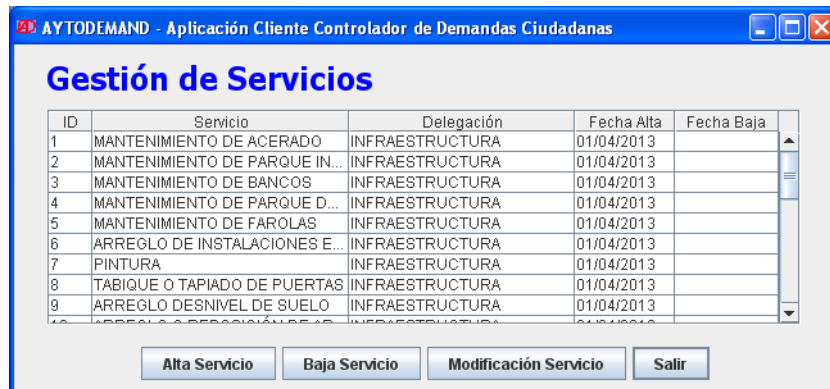 AYTODEMAND - Aplicación Cliente Controlador de Demandas Ciudadanas
Gestión de Servicios
ID Servicio Delegación Fecha Alta Fecha Baja
1 MANTENIMIENTO DE ACERADO INFRAESTRUCTURA 01/04/2013
2 MANTENIMIENTO DE PARQUE IN... INFRAESTRUCTURA 01/04/2013
3 MANTENIMIENTO DE BANCOS INFRAESTRUCTURA 01/04/2013
4 MANTENIMIENTO DE PARQUE D... INFRAESTRUCTURA 01/04/2013
5 MANTENIMIENTO DE FAROLAS INFRAESTRUCTURA 01/04/2013
6 ARREGLO DE INSTALACIONES E... INFRAESTRUCTURA 01/04/2013
7 PINTURA INFRAESTRUCTURA 01/04/2013
8 TABIQUE O TAPIADO DE PUERTAS INFRAESTRUCTURA 01/04/2013
9 ARREGLO DESNIVEL DE SUELO INFRAESTRUCTURA 01/04/2013
Alta Servicio Baja Servicio Modificación Servicio Salir